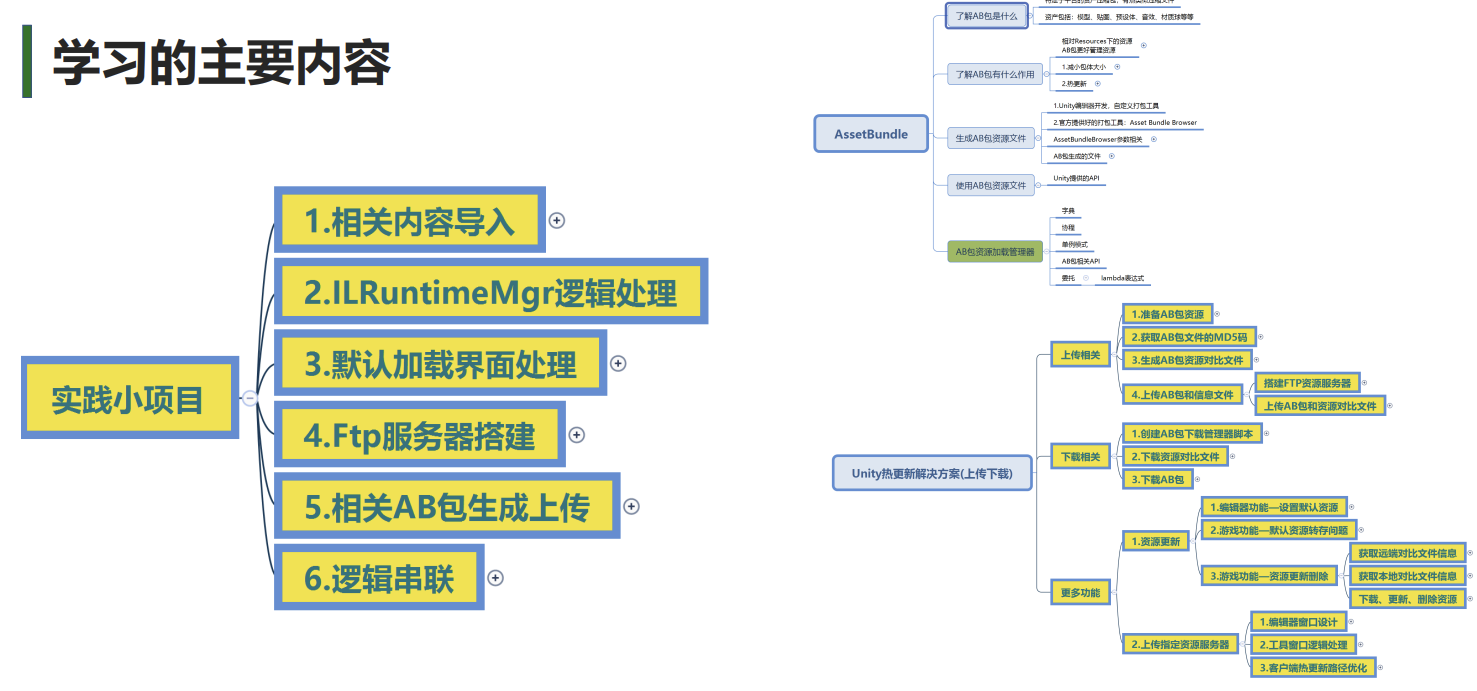 学习的主要内容
实践小项目
1.相关内容导入
2.ILRuntimeMgr逻辑处理
3.默认加载界面处理
4.Ftp服务器搭建
5.相关AB包生成上传
6.逻辑串联
AssetBundle
了解AB包是什么
资产包括：模型、贴图、预设体、音效、材质球等等
了解AB包有什么作用
相对Resources下的资源
AB包更好管理资源
1.减小包体大小
2.热更新
生成AB包资源文件
1.Unity编辑器开发，自定义打包工具
2.官方提供好的打包工具：Asset Bundle Browser
AssetBundleBrowser参数相关
AB包生成的文件
使用AB包资源文件
Unity提供的API
AB包资源加载管理器
字典
协程
单例模式
AB包相关API
委托
lambda表达式
Unity热更新解决方案(上传下载)
上传相关
1.准备AB包资源
2.获取AB包文件的MD5码
3.生成AB包资源对比文件
4.上传AB包和信息文件
搭建FTP资源服务器
上传AB包和资源对比文件
下载相关
1.创建AB包下载管理器脚本
2.下载资源对比文件
3.下载AB包
更多功能
1.资源更新
1.编辑器功能—设置默认资源
2.游戏功能—默认资源转存问题
3.游戏功能—资源更新删除
获取远端对比文件信息
获取本地对比文件信息
下载、更新、删除资源
2.上传指定资源服务器
1.编辑器窗口设计
2.工具窗口逻辑处理
3.客户端热更新路径优化